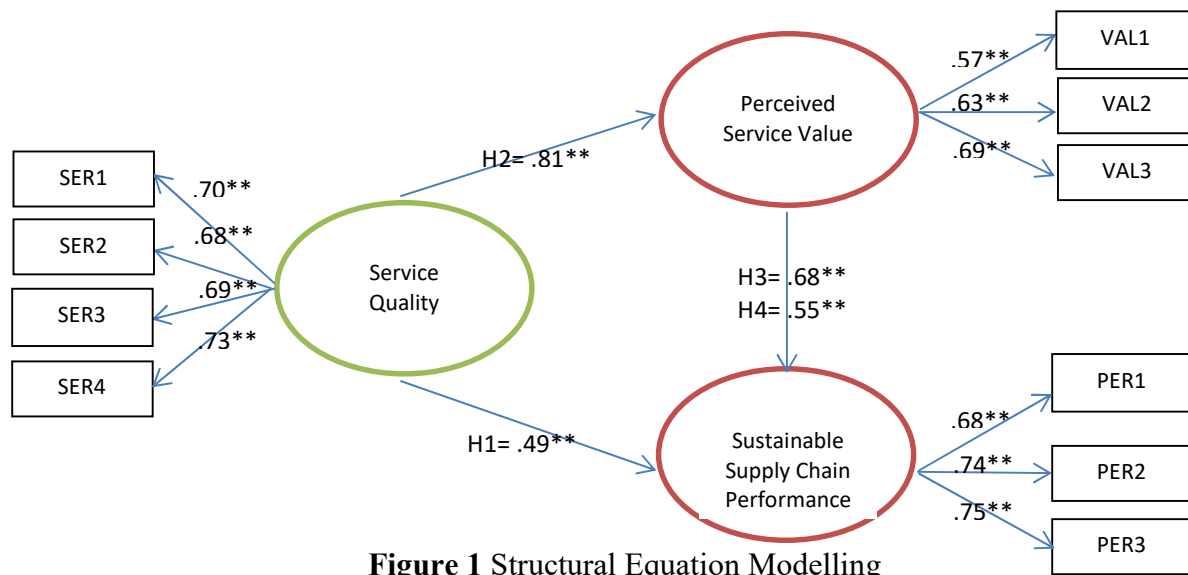 SER1
SER2
SER3
SER4
.70**
.68**
.69**
.73**
Service
Quality
H2= .81**
H1= .49**
Perceived
Service Value
H3= .68**
H4= .55**
Sustainable
Supply Chain
Performance
.57**
.63**
.69**
VAL1
VAL2
VAL3
.68**
.74**
.75**
PER1
PER2
PER3
Figure 1 Structural Equation Modelling